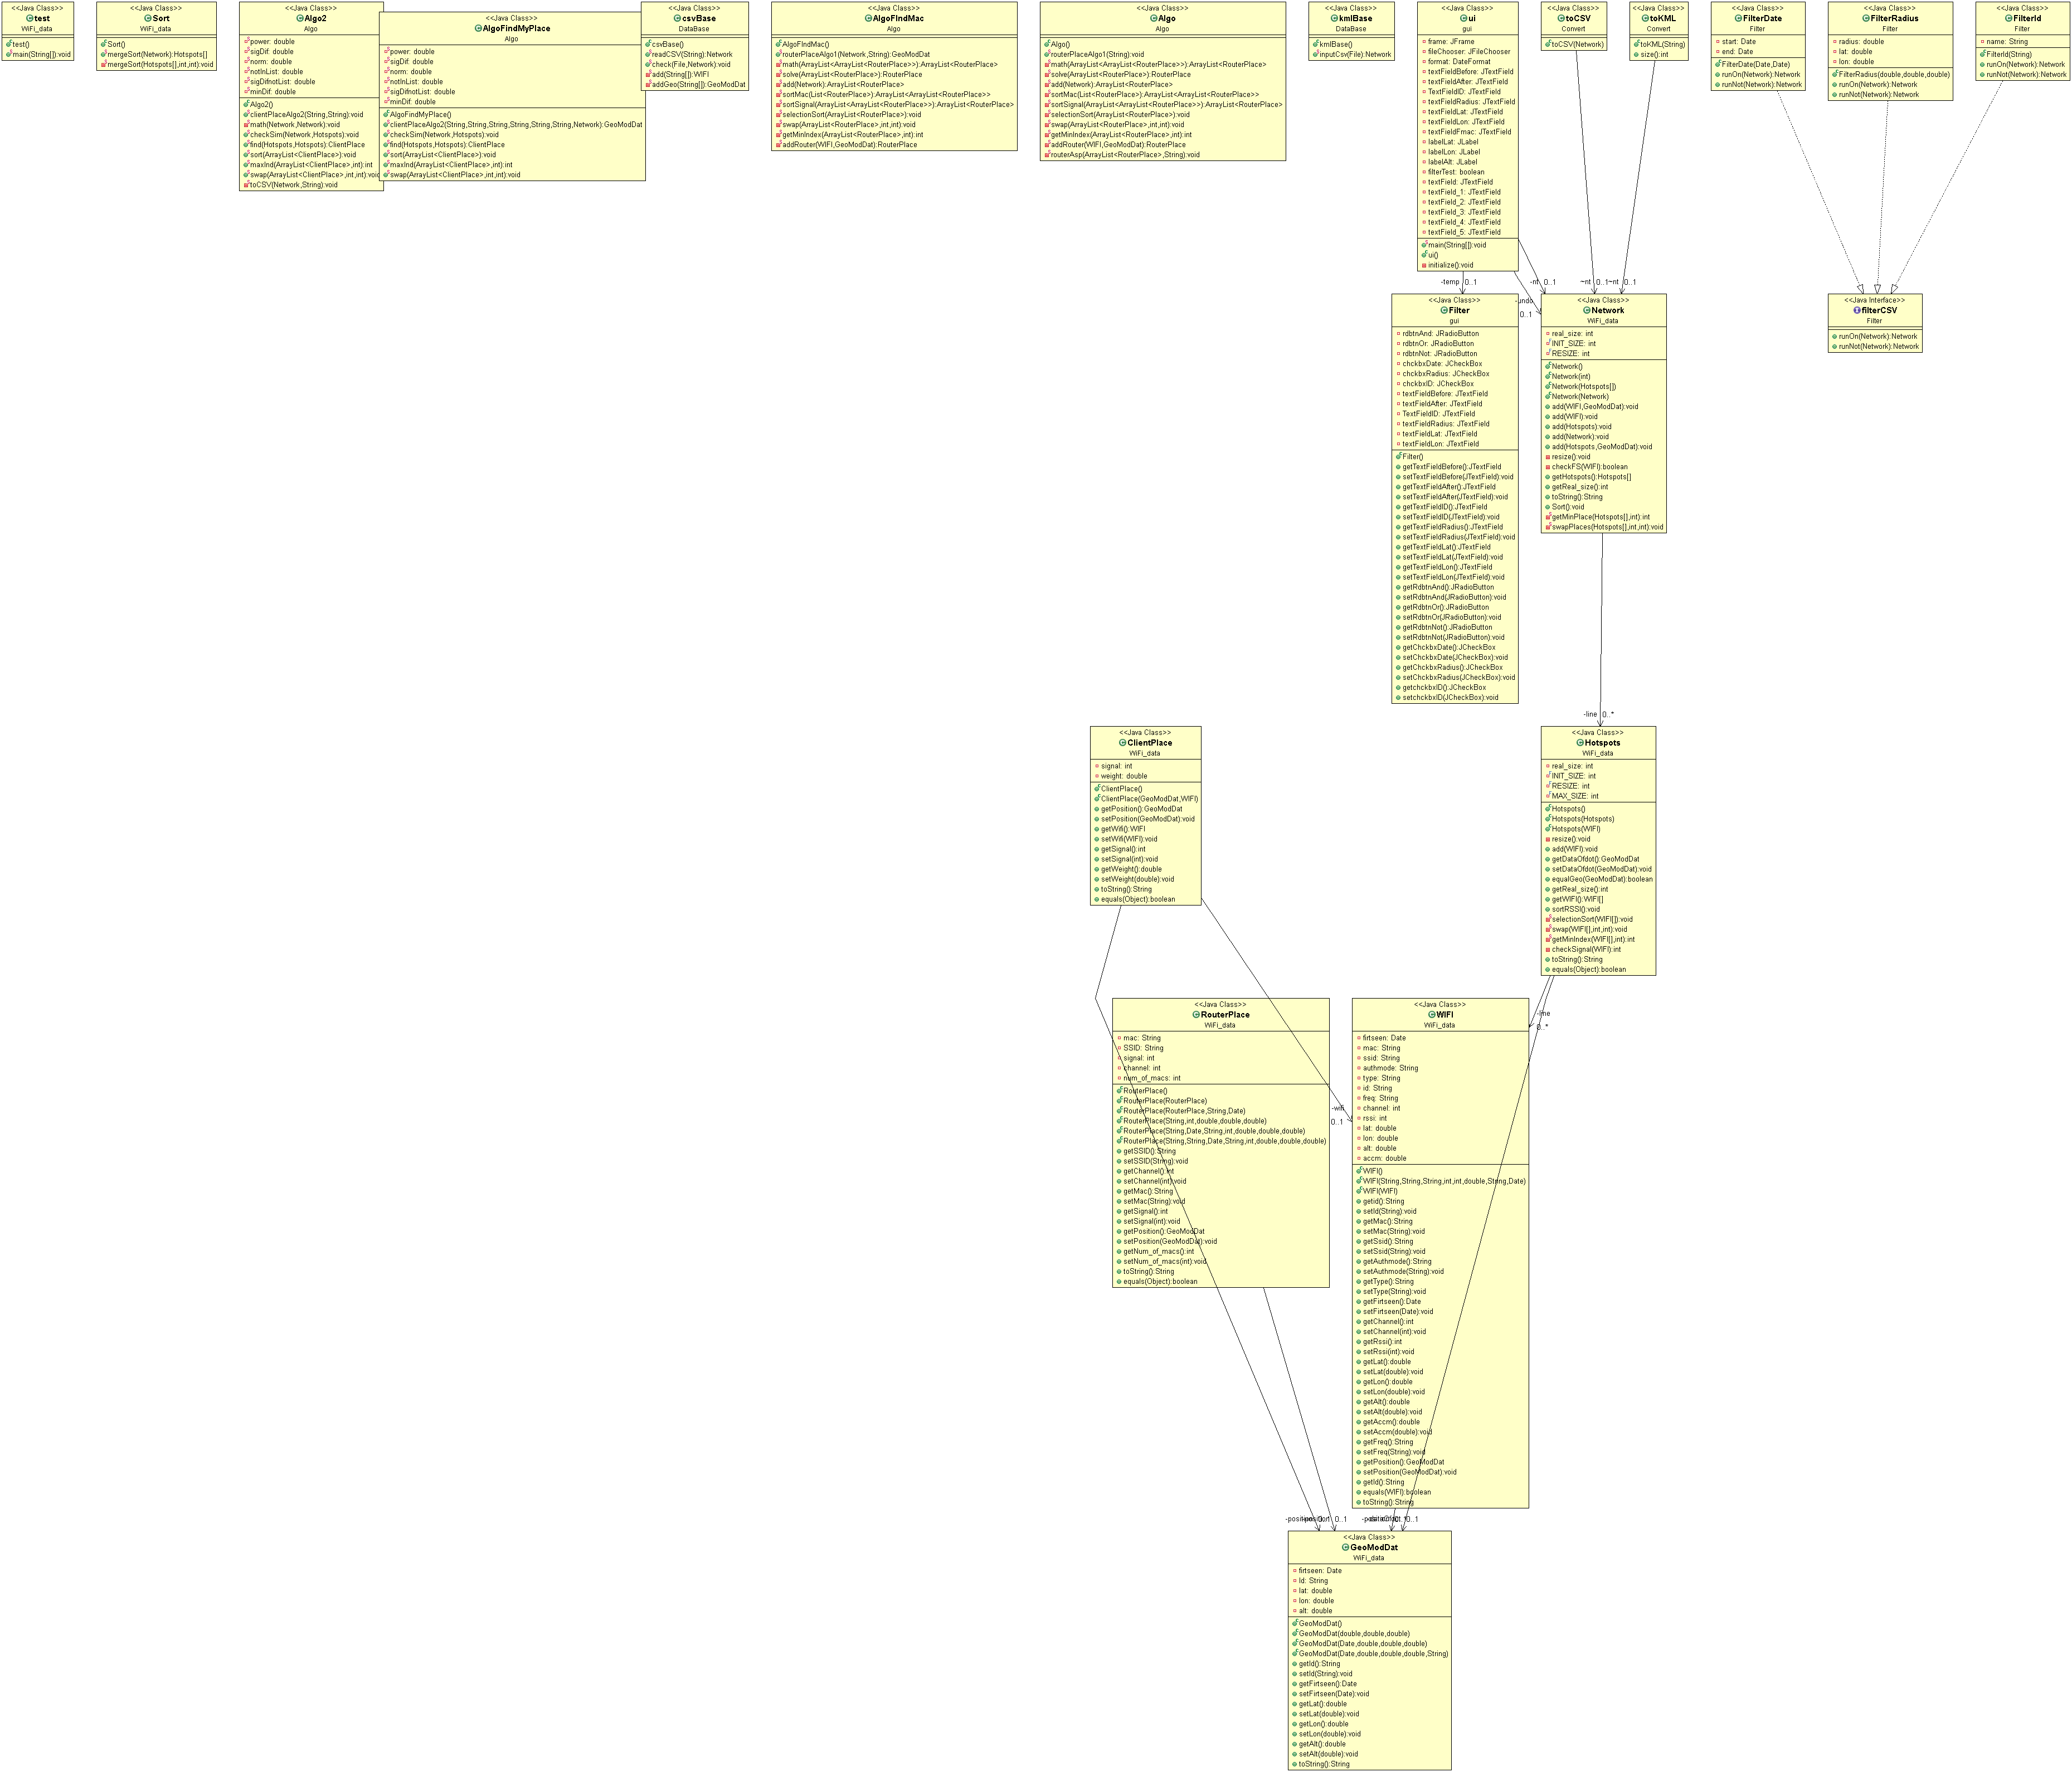 <<Java Class>>
test
WiFi_data
test()
main(String[]):void
<<Java Class>>
Sort
WiFi_data
Sort()
mergeSort(Network):Hotspots[]
mergeSort(Hotspots[],int,int):void
<<Java Class>>
Algo2
Algo
power: double
sigDif: double
norm: double
notInList: double
sigDifnotList: double
minDif: double
Algo2()
clientPlaceAlgo2(String,String):void
math(Network,Network):void
checkSim(Network,Hotspots):void
find(Hotspots,Hotspots):ClientPlace
sort(ArrayList<ClientPlace>):void
maxInd(ArrayList<ClientPlace>,int):int
swap(ArrayList<ClientPlace>,int,int):void
toCSV(Network,String):void
<<Java Class>>
AlgoFindMyPlace
Algo
power: double
sigDif: double
norm: double
notInList: double
sigDifnotList: double
minDif: double
AlgoFindMyPlace()
clientPlaceAlgo2(String,String,String,String,String,String,Network):GeoModDat
checkSim(Network,Hotspots):void
find(Hotspots,Hotspots):ClientPlace
sort(ArrayList<ClientPlace>):void
maxInd(ArrayList<ClientPlace>,int):int
swap(ArrayList<ClientPlace>,int,int):void
<<Java Class>>
csvBase
DataBase
csvBase()
readCSV(String):Network
check(File,Network):void
add(String[]):WIFI
addGeo(String[]):GeoModDat
<<Java Class>>
AlgoFIndMac
Algo
AlgoFIndMac()
routerPlaceAlgo1(Network,String):GeoModDat
math(ArrayList<ArrayList<RouterPlace>>):ArrayList<RouterPlace>
solve(ArrayList<RouterPlace>):RouterPlace
add(Network):ArrayList<RouterPlace>
sortMac(List<RouterPlace>):ArrayList<ArrayList<RouterPlace>>
sortSignal(ArrayList<ArrayList<RouterPlace>>):ArrayList<RouterPlace>
selectionSort(ArrayList<RouterPlace>):void
swap(ArrayList<RouterPlace>,int,int):void
getMinIndex(ArrayList<RouterPlace>,int):int
addRouter(WIFI,GeoModDat):RouterPlace
<<Java Class>>
Algo
Algo
Algo()
routerPlaceAlgo1(String):void
math(ArrayList<ArrayList<RouterPlace>>):ArrayList<RouterPlace>
solve(ArrayList<RouterPlace>):RouterPlace
add(Network):ArrayList<RouterPlace>
sortMac(List<RouterPlace>):ArrayList<ArrayList<RouterPlace>>
sortSignal(ArrayList<ArrayList<RouterPlace>>):ArrayList<RouterPlace>
selectionSort(ArrayList<RouterPlace>):void
swap(ArrayList<RouterPlace>,int,int):void
getMinIndex(ArrayList<RouterPlace>,int):int
addRouter(WIFI,GeoModDat):RouterPlace
routerAsp(ArrayList<RouterPlace>,String):void
<<Java Class>>
kmlBase
DataBase
kmlBase()
inputCsv(File):Network
<<Java Class>>
ui
gui
frame: JFrame
fileChooser: JFileChooser
format: DateFormat
textFieldBefore: JTextField
textFieldAfter: JTextField
TextFieldID: JTextField
textFieldRadius: JTextField
textFieldLat: JTextField
textFieldLon: JTextField
textFieldFmac: JTextField
labelLat: JLabel
labelLon: JLabel
labelAlt: JLabel
filterTest: boolean
textField: JTextField
textField_1: JTextField
textField_2: JTextField
textField_3: JTextField
textField_4: JTextField
textField_5: JTextField
main(String[]):void
ui()
initialize():void
<<Java Class>>
toCSV
Convert
toCSV(Network)
<<Java Class>>
toKML
Convert
toKML(String)
size():int
<<Java Class>>
FilterDate
Filter
start: Date
end: Date
FilterDate(Date,Date)
runOn(Network):Network
runNot(Network):Network
<<Java Class>>
FilterRadius
Filter
radius: double
lat: double
lon: double
FilterRadius(double,double,double)
runOn(Network):Network
runNot(Network):Network
<<Java Class>>
FilterId
Filter
name: String
FilterId(String)
runOn(Network):Network
runNot(Network):Network
-temp 0..1
-nt 0..1
-undo
0..1
~nt 0..1
~nt 0..1
<<Java Class>>
Filter
gui
rdbtnAnd: JRadioButton
rdbtnOr: JRadioButton
rdbtnNot: JRadioButton
chckbxDate: JCheckBox
chckbxRadius: JCheckBox
chckbxID: JCheckBox
textFieldBefore: JTextField
textFieldAfter: JTextField
TextFieldID: JTextField
textFieldRadius: JTextField
textFieldLat: JTextField
textFieldLon: JTextField
Filter()
getTextFieldBefore():JTextField
setTextFieldBefore(JTextField):void
getTextFieldAfter():JTextField
setTextFieldAfter(JTextField):void
getTextFieldID():JTextField
setTextFieldID(JTextField):void
getTextFieldRadius():JTextField
setTextFieldRadius(JTextField):void
getTextFieldLat():JTextField
setTextFieldLat(JTextField):void
getTextFieldLon():JTextField
setTextFieldLon(JTextField):void
getRdbtnAnd():JRadioButton
setRdbtnAnd(JRadioButton):void
getRdbtnOr():JRadioButton
setRdbtnOr(JRadioButton):void
getRdbtnNot():JRadioButton
setRdbtnNot(JRadioButton):void
getChckbxDate():JCheckBox
setChckbxDate(JCheckBox):void
getChckbxRadius():JCheckBox
setChckbxRadius(JCheckBox):void
getchckbxID():JCheckBox
setchckbxID(JCheckBox):void
<<Java Class>>
Network
WiFi_data
real_size: int
INIT_SIZE: int
RESIZE: int
Network()
Network(int)
Network(Hotspots[])
Network(Network)
add(WIFI,GeoModDat):void
add(WIFI):void
add(Hotspots):void
add(Network):void
add(Hotspots,GeoModDat):void
resize():void
checkFS(WIFI):boolean
getHotspots():Hotspots[]
getReal_size():int
toString():String
Sort():void
getMinPlace(Hotspots[],int):int
swapPlaces(Hotspots[],int,int):void
<<Java Interface>>
filterCSV
Filter
runOn(Network):Network
runNot(Network):Network
-line 0..*
<<Java Class>>
ClientPlace
WiFi_data
signal: int
weight: double
ClientPlace()
ClientPlace(GeoModDat,WIFI)
getPosition():GeoModDat
setPosition(GeoModDat):void
getWifi():WIFI
setWifi(WIFI):void
getSignal():int
setSignal(int):void
getWeight():double
setWeight(double):void
toString():String
equals(Object):boolean
<<Java Class>>
Hotspots
WiFi_data
real_size: int
INIT_SIZE: int
RESIZE: int
MAX_SIZE: int
Hotspots()
Hotspots(Hotspots)
Hotspots(WIFI)
resize():void
add(WIFI):void
getDataOfdot():GeoModDat
setDataOfdot(GeoModDat):void
equalGeo(GeoModDat):boolean
getReal_size():int
getWIFI():WIFI[]
sortRSSI():void
selectionSort(WIFI[]):void
swap(WIFI[],int,int):void
getMinIndex(WIFI[],int):int
checkSignal(WIFI):int
toString():String
equals(Object):boolean
<<Java Class>>
RouterPlace
WiFi_data
mac: String
SSID: String
signal: int
channel: int
num_of_macs: int
RouterPlace()
RouterPlace(RouterPlace)
RouterPlace(RouterPlace,String,Date)
RouterPlace(String,int,double,double,double)
RouterPlace(String,Date,String,int,double,double,double)
RouterPlace(String,String,Date,String,int,double,double,double)
getSSID():String
setSSID(String):void
getChannel():int
setChannel(int):void
getMac():String
setMac(String):void
getSignal():int
setSignal(int):void
getPosition():GeoModDat
setPosition(GeoModDat):void
getNum_of_macs():int
setNum_of_macs(int):void
toString():String
equals(Object):boolean
-wifi
0..1
<<Java Class>>
WIFI
WiFi_data
firtseen: Date
mac: String
ssid: String
authmode: String
type: String
id: String
freq: String
channel: int
rssi: int
lat: double
lon: double
alt: double
accm: double
WIFI()
WIFI(String,String,String,int,int,double,String,Date)
WIFI(WIFI)
getid():String
setId(String):void
getMac():String
setMac(String):void
getSsid():String
setSsid(String):void
getAuthmode():String
setAuthmode(String):void
getType():String
setType(String):void
getFirtseen():Date
setFirtseen(Date):void
getChannel():int
setChannel(int):void
getRssi():int
setRssi(int):void
getLat():double
setLat(double):void
getLon():double
setLon(double):void
getAlt():double
setAlt(double):void
getAccm():double
setAccm(double):void
getFreq():String
setFreq(String):void
getPosition():GeoModDat
setPosition(GeoModDat):void
getId():String
equals(WIFI):boolean
toString():String
-line
0..*
-position 0..1
0..1
<<Java Class>>
GeoModDat
WiFi_data
firtseen: Date
Id: String
lat: double
lon: double
alt: double
GeoModDat()
GeoModDat(double,double,double)
GeoModDat(Date,double,double,double)
GeoModDat(Date,double,double,double,String)
getId():String
setId(String):void
getFirtseen():Date
setFirtseen(Date):void
getLat():double
setLat(double):void
getLon():double
setLon(double):void
getAlt():double
setAlt(double):void
toString():String